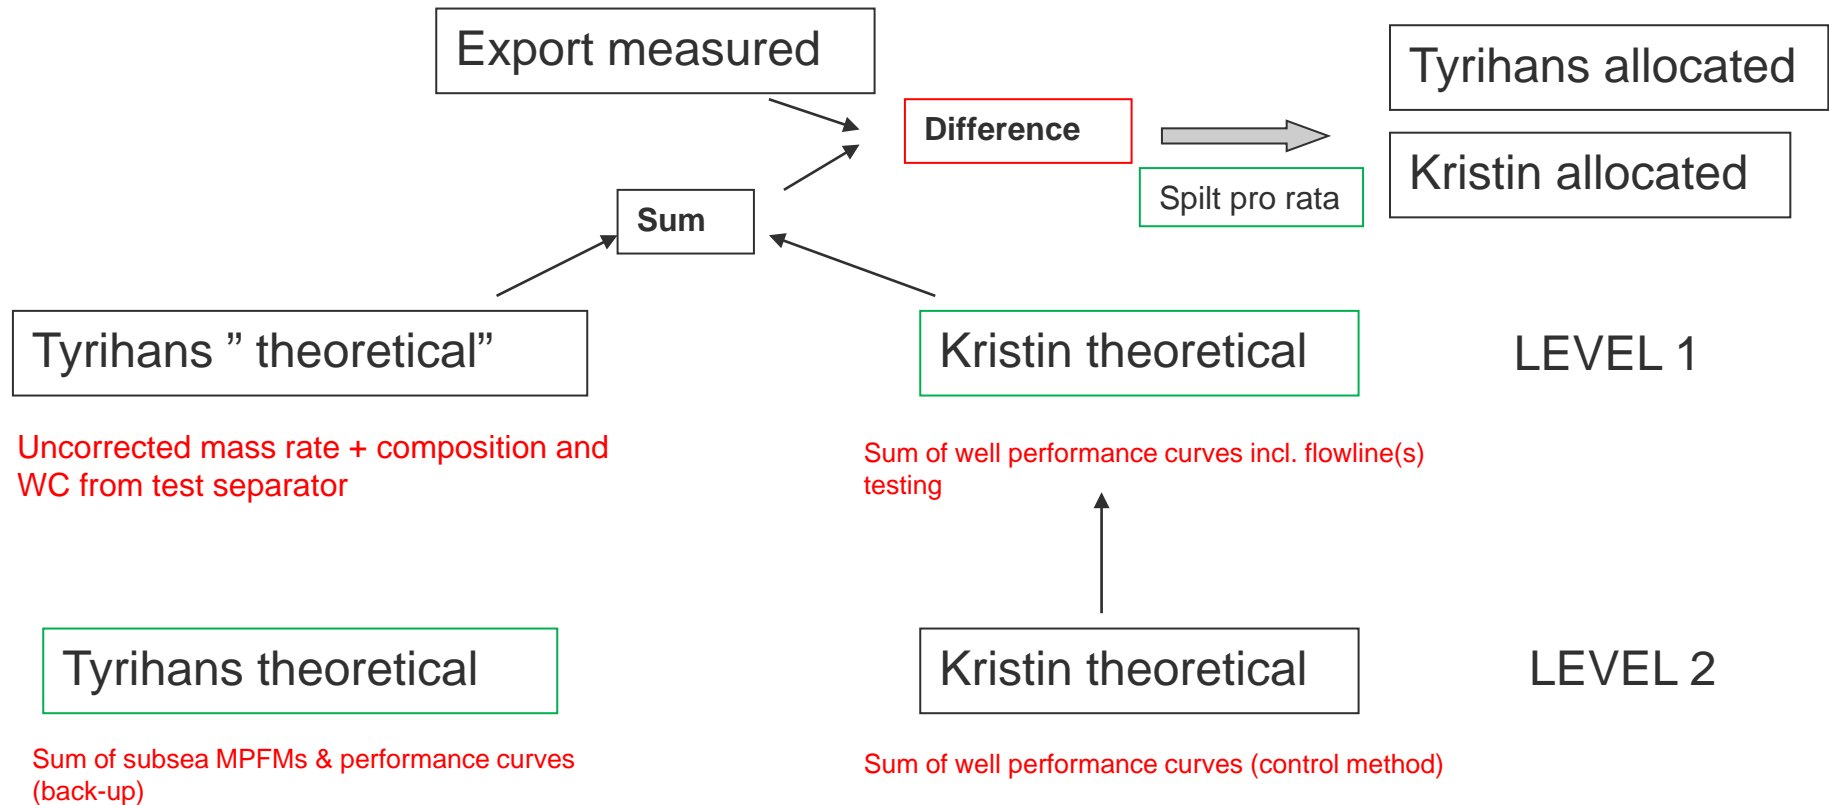 Export measured
Tyrihans allocated
Difference
Kristin allocated
Spilt pro rata
Sum
Tyrihans ” theoretical”
Kristin theoretical
LEVEL 1
Uncorrected mass rate + composition and
WC from test separator
Sum of well performance curves incl. flowline(s)
testing
Tyrihans theoretical
Kristin theoretical
LEVEL 2
Sum of subsea MPFMs & performance curves
(back-up)
Sum of well performance curves (control method)